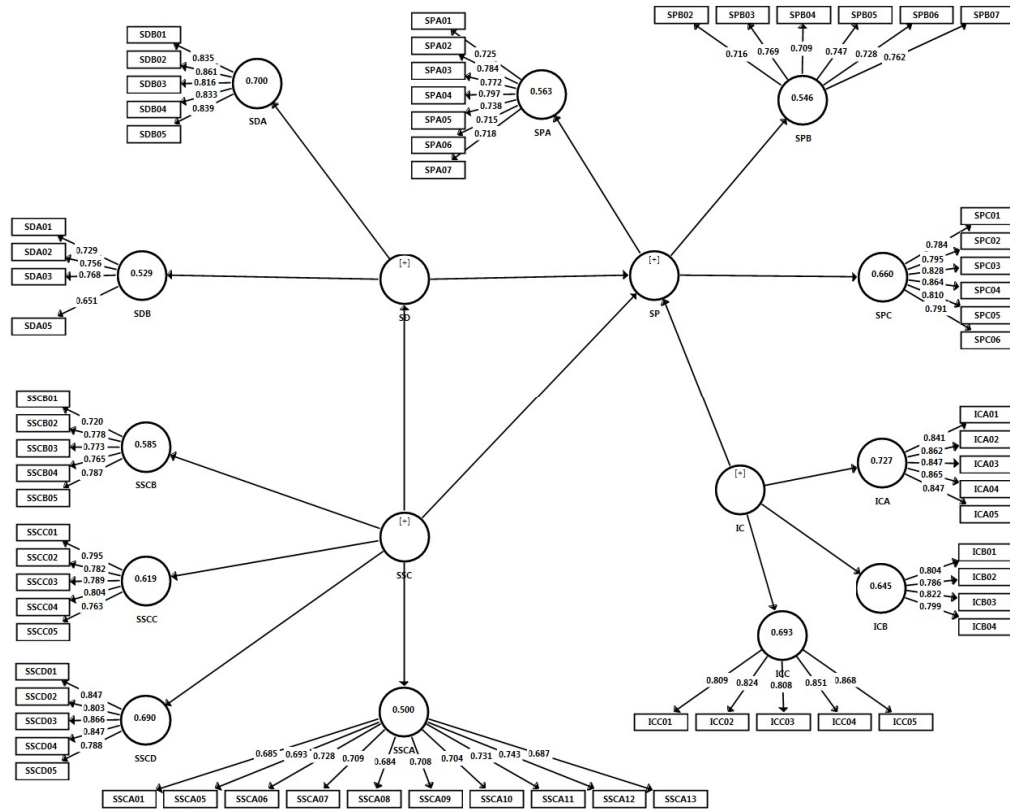 SDB01
SDB02
SDB03
SDB04
SDB05
0.835
0.861
0.816
0.833
0.839
0.700
SDA
SPA01
SPA02
SPA03
SPA04
SPA05
SPA06
SPA07
0.725
0.784
0.772
0.797
0.738
0.715
0.718
0.563
SPA
SPB02 SPB03 SPB04 SPB05 SPB06 SPB07
0.716 0.769 0.709 0.747 0.728 0.762
0.546
SPB
SDA01
SDA02
SDA03
SDA05
0.729
0.756
0.768
0.651
0.529
SDB
[+]
SD
[+]
SP
0.660
SPC
0.784
0.795
0.828
0.864
0.810
0.791
SPC01
SPC02
SPC03
SPC04
SPC05
SPC06
SSCB01
SSCB02
SSCB03
SSCB04
SSCB05
0.720
0.778
0.773
0.765
0.787
0.585
SSCB
SSCC01
SSCC02
SSCC03
SSCC04
SSCC05
0.795
0.782
0.789
0.804
0.763
0.619
SSCC
[+]
SSC
[+]
IC
0.727
ICA
0.841
0.862
0.847
0.865
0.847
ICA01
ICA02
ICA03
ICA04
ICA05
0.645
ICB
0.804
0.786
0.822
0.799
ICB01
ICB02
ICB03
ICB04
0.693
ICC
0.809 0.824 0.808 0.851 0.868
ICC01 ICC02 ICC03 ICC04 ICC05
SSCD01
SSCD02
SSCD03
SSCD04
SSCD05
0.847
0.803
0.866
0.847
0.788
0.690
SSCD
0.500
SSCA
0.685 0.693 0.728 0.709 0.684 0.708 0.704 0.731 0.743 0.687
SSCA01 SSCA05 SSCA06 SSCA07 SSCA08 SSCA09 SSCA10 SSCA11 SSCA12 SSCA13